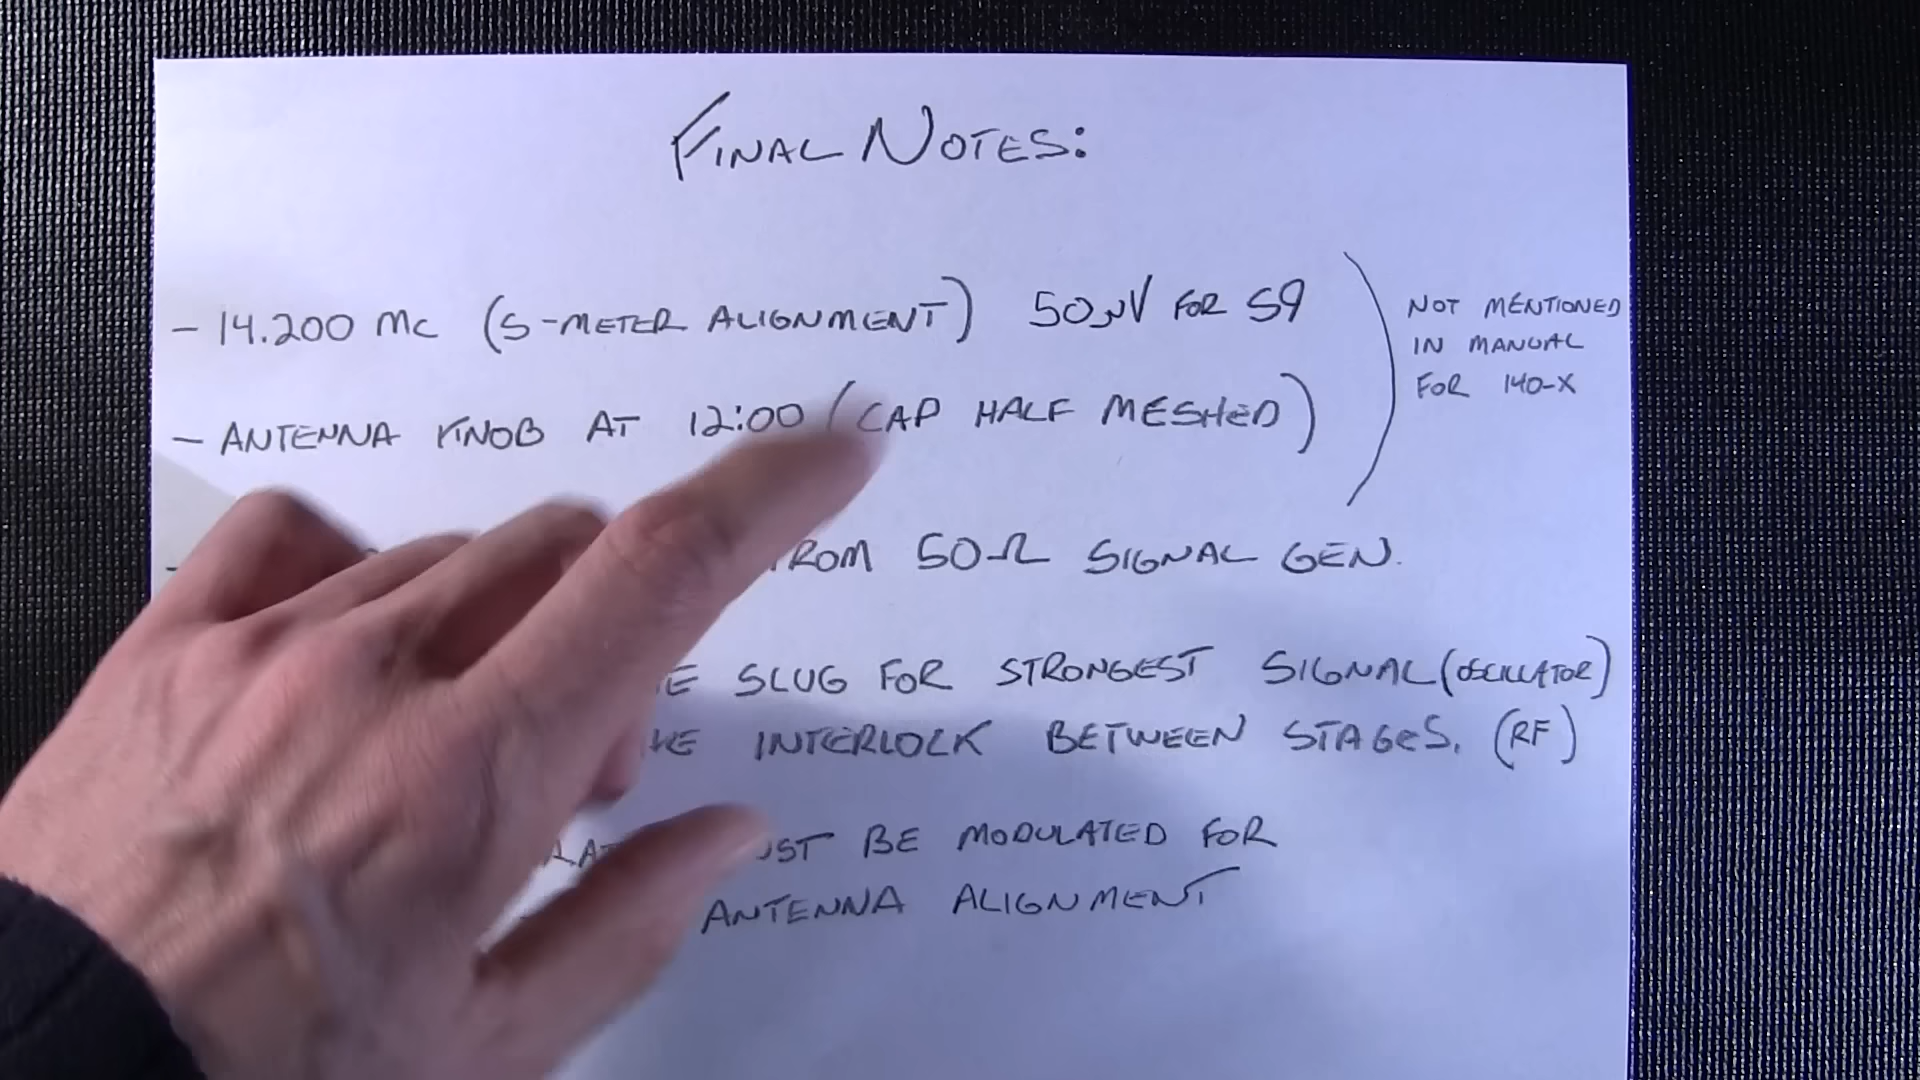 FINAL NOTES:
- 14.200 MC (S-METER ALIGNMENT) 50µV FOR S9
- ANTENNA KNOB AT 12:00 (CAP HALF MESHED)
NOT MENTIONED
IN MANUAL
FOR 140-X
50Ω SIGNAL GEN.
SLUG FOR STRONGEST SIGNAL (OSCILLATOR)
INTERLOCK BETWEEN STAGES. (RF)
BE MODULATED FOR
ANTENNA ALIGNMENT